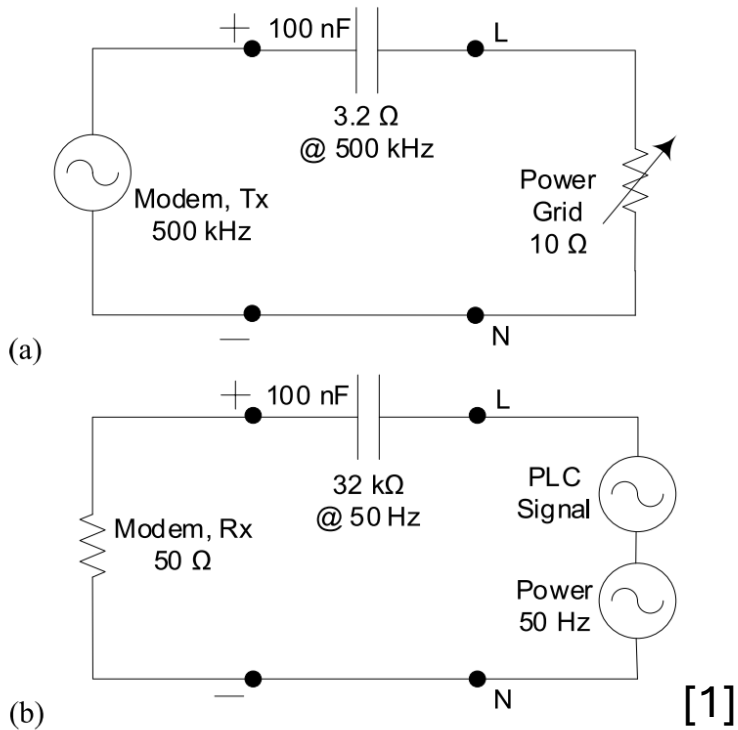 + 100 nF L
3.2 Ω
@ 500 kHz
Modem, Tx
500 kHz
Power
Grid
10 Ω
(a) — N
+ 100 nF L
32 kΩ
@ 50 Hz
PLC
Signal
Modem, Rx
50 Ω
Power
50 Hz
(b) — N [1]